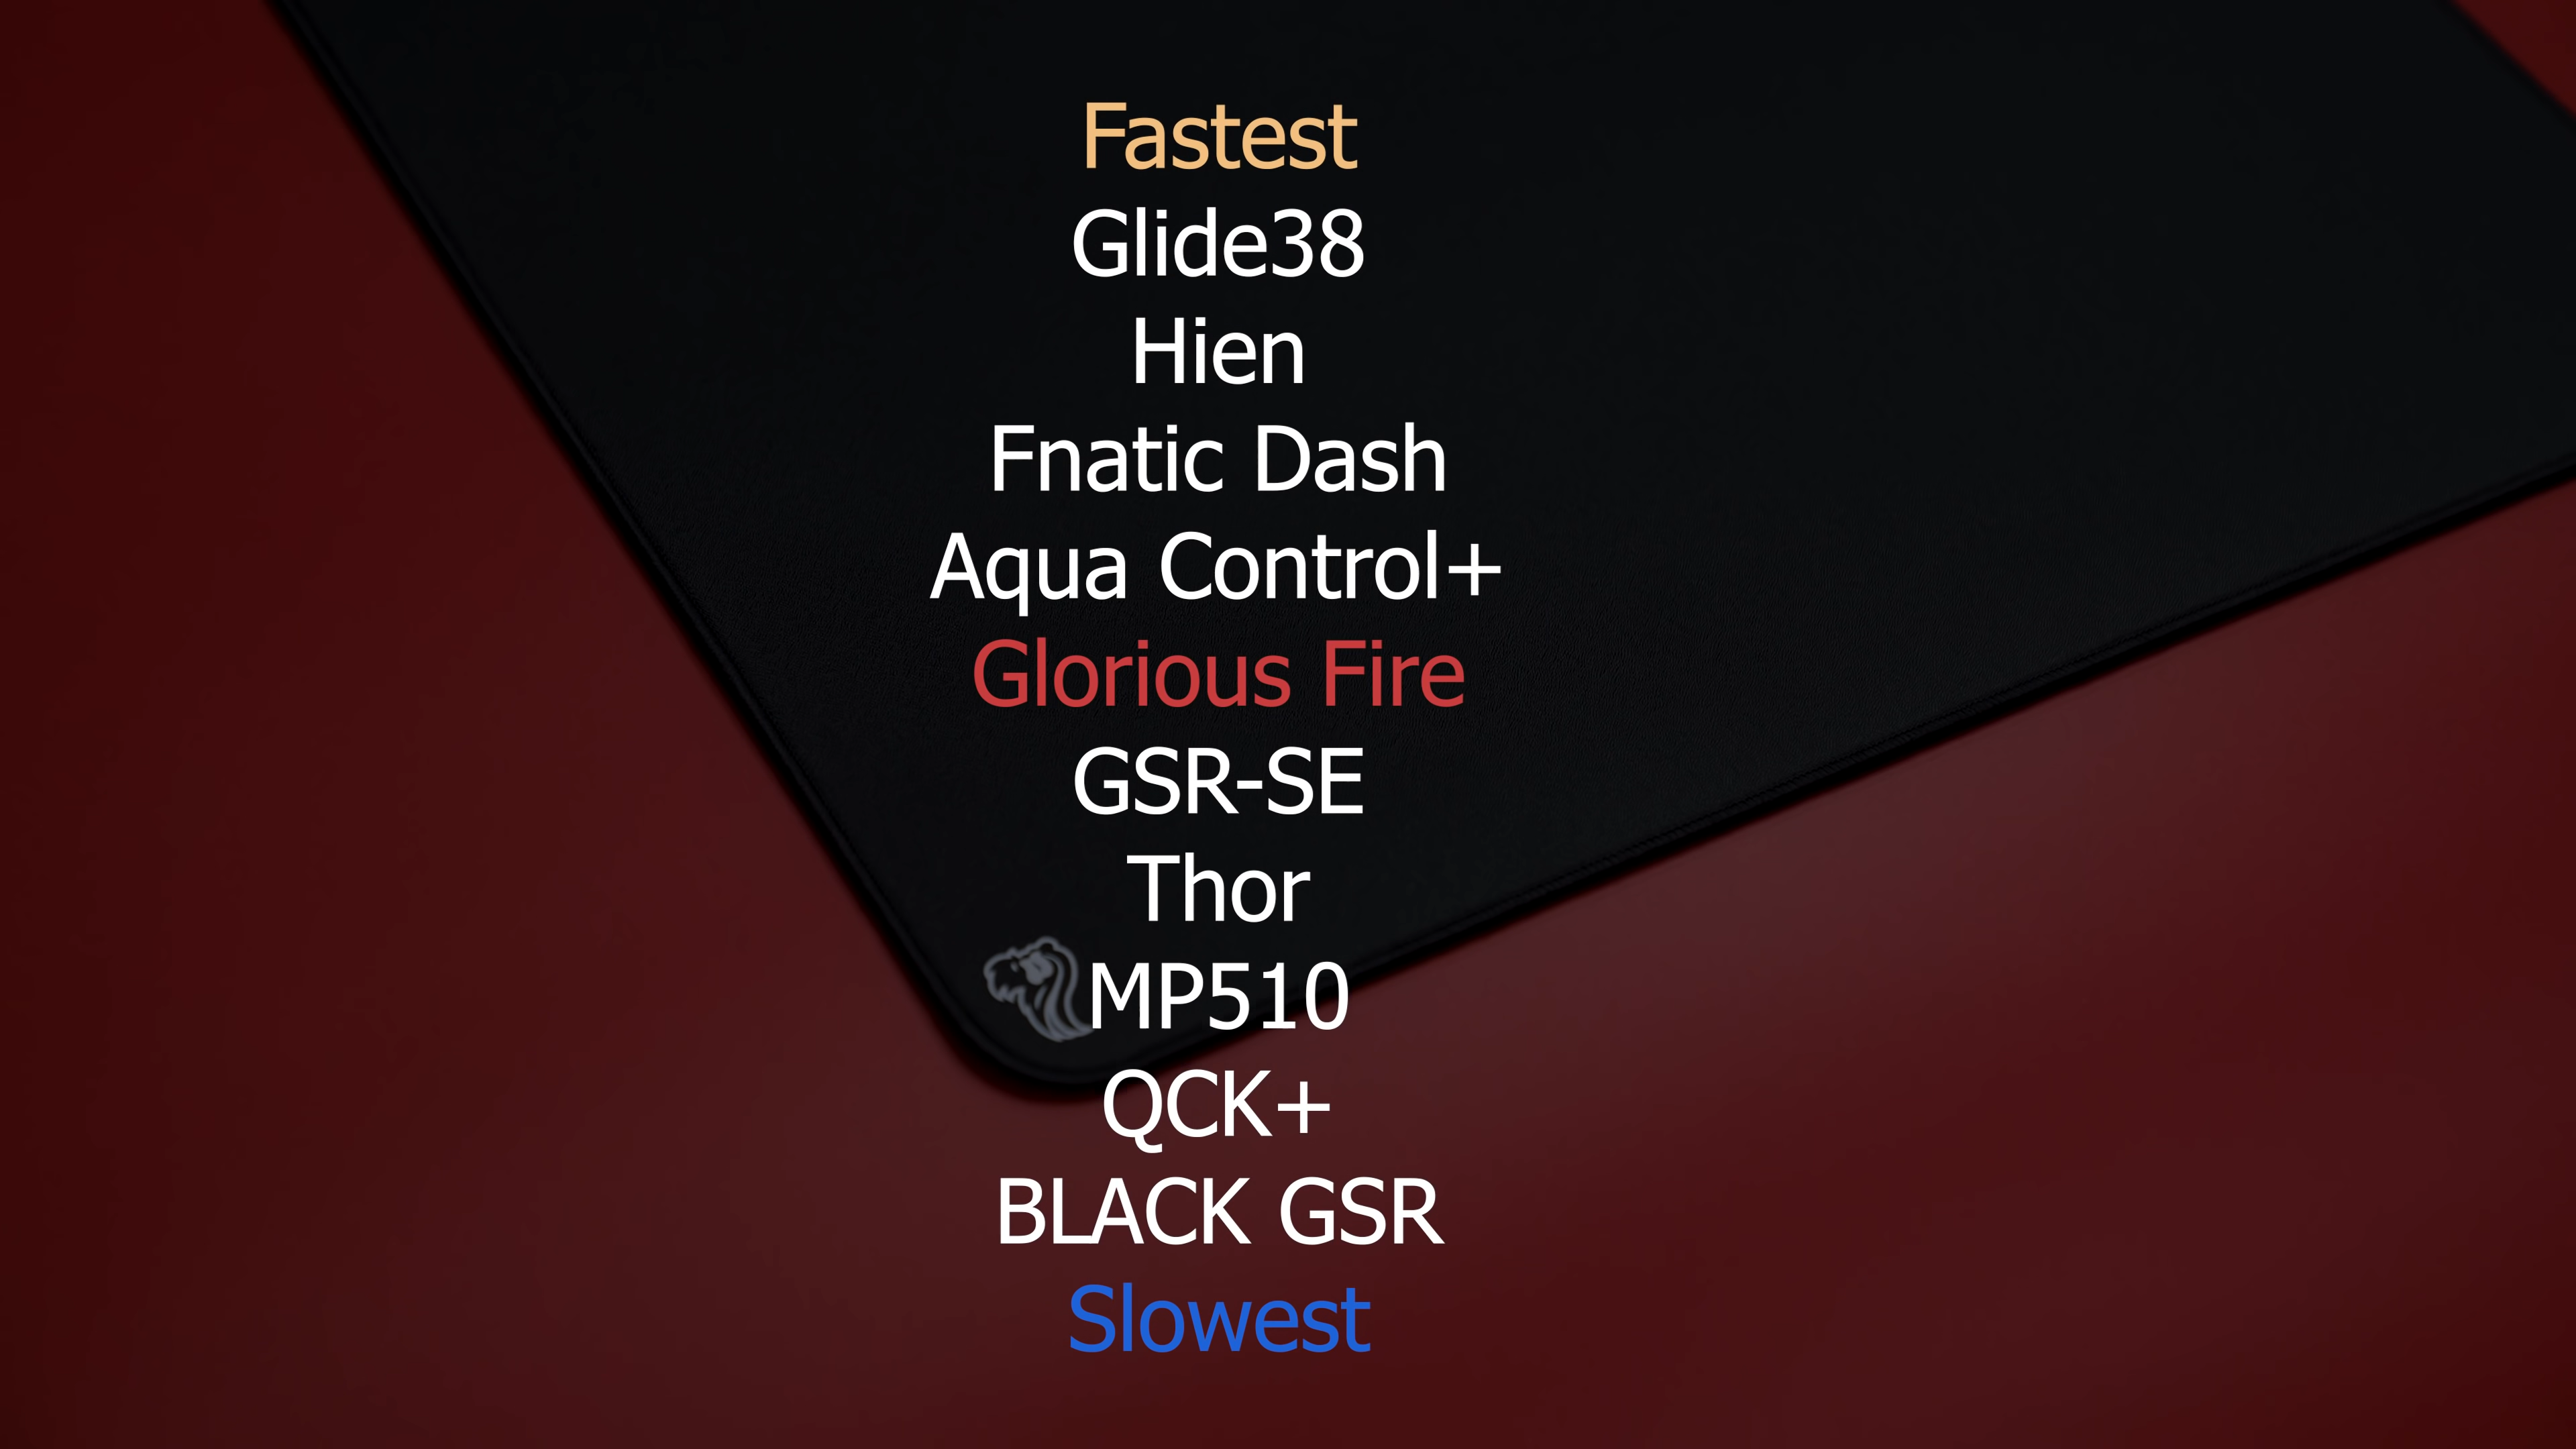 Fastest
Glide38
Hien
Fnatic Dash
Aqua Control+
Glorious Fire
GSR-SE
Thor
MP510
QCK+
BLACK GSR
Slowest